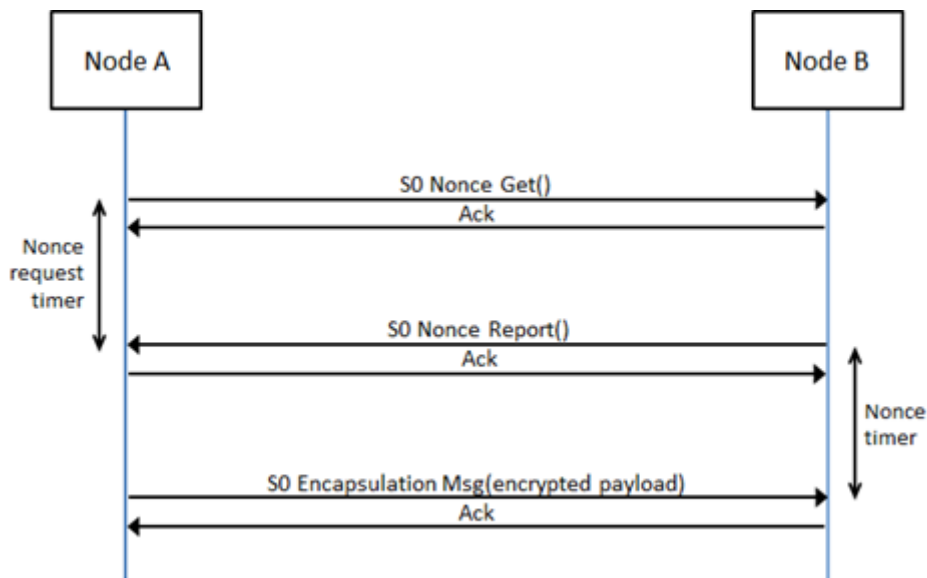 Node A
Node B
S0 Nonce Get()
Ack
Nonce
request
timer
S0 Nonce Report()
Ack
Nonce
timer
S0 Encapsulation Msg(encrypted payload)
Ack